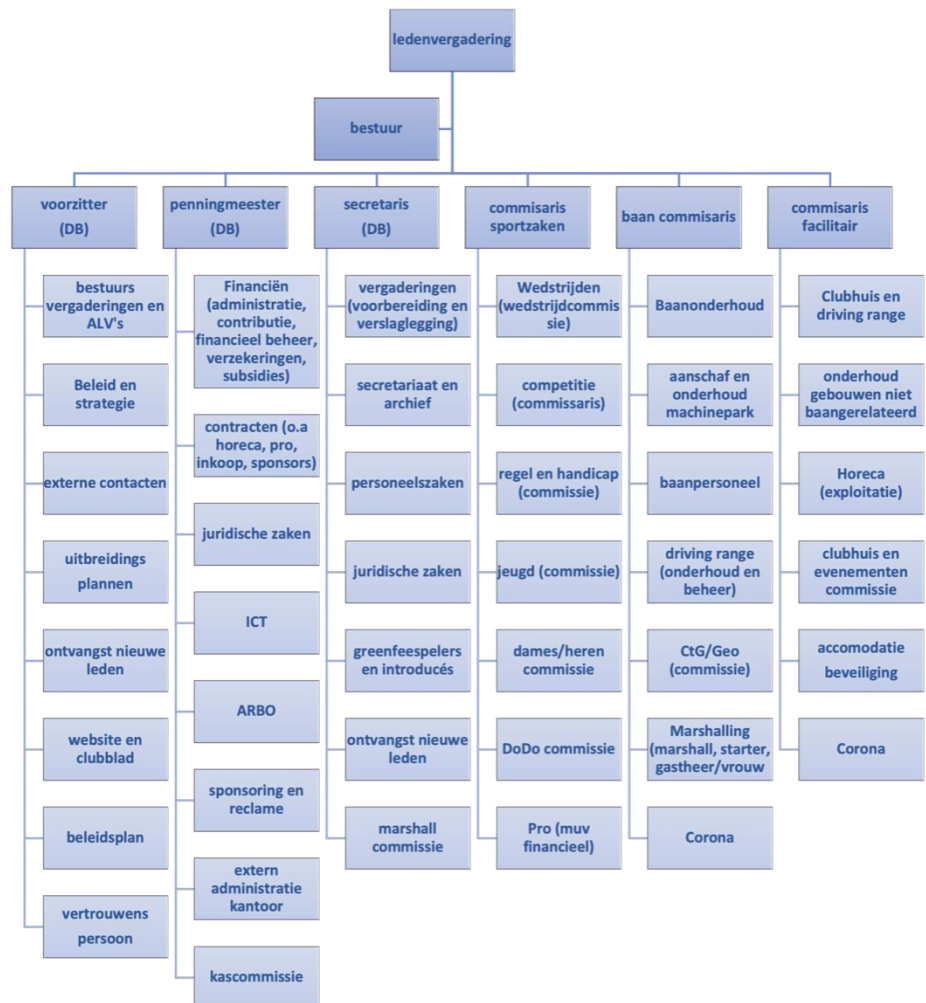 ledenvergadering
bestuur
voorzitter
(DB)
bestuurs
vergaderingen en
ALV's
Beleid en
strategie
externe contacten
uitbreidings
plannen
ontvangst nieuwe
leden
website en
clubblad
beleidsplan
vertrouwens
persoon
penningmeester
(DB)
Financiën
(administratie,
contributie,
financieel beheer,
verzekeringen,
subsidies)
contracten (o.a
horeca, pro,
inkoop, sponsors)
juridische zaken
ICT
ARBO
sponsoring en
reclame
extern
administratie
kantoor
kascommissie
secretaris
(DB)
vergaderingen
(voorbereiding en
verslaglegging)
secretariaat en
archief
personeelszaken
juridische zaken
greenfeespelers
en introducés
ontvangst nieuwe
leden
marshall
commissie
commisaris
sportzaken
Wedstrijden
(wedstrijdcommis
sie)
competitie
(commissaris)
regel en handicap
(commissie)
jeugd (commissie)
dames/heren
commissie
DoDo commissie
Pro (muv
financieel)
baan commisaris
Baanonderhoud
aanschaf en
onderhoud
machinepark
baanpersoneel
driving range
(onderhoud en
beheer)
CtG/Geo
(commissie)
Marshalling
(marshall, starter,
gastheer/vrouw
Corona
commisaris
facilitair
Clubhuis en
driving range
onderhoud
gebouwen niet
baangerelateerd
Horeca
(exploitatie)
clubhuis en
evenementen
commissie
accomodatie
beveiliging
Corona